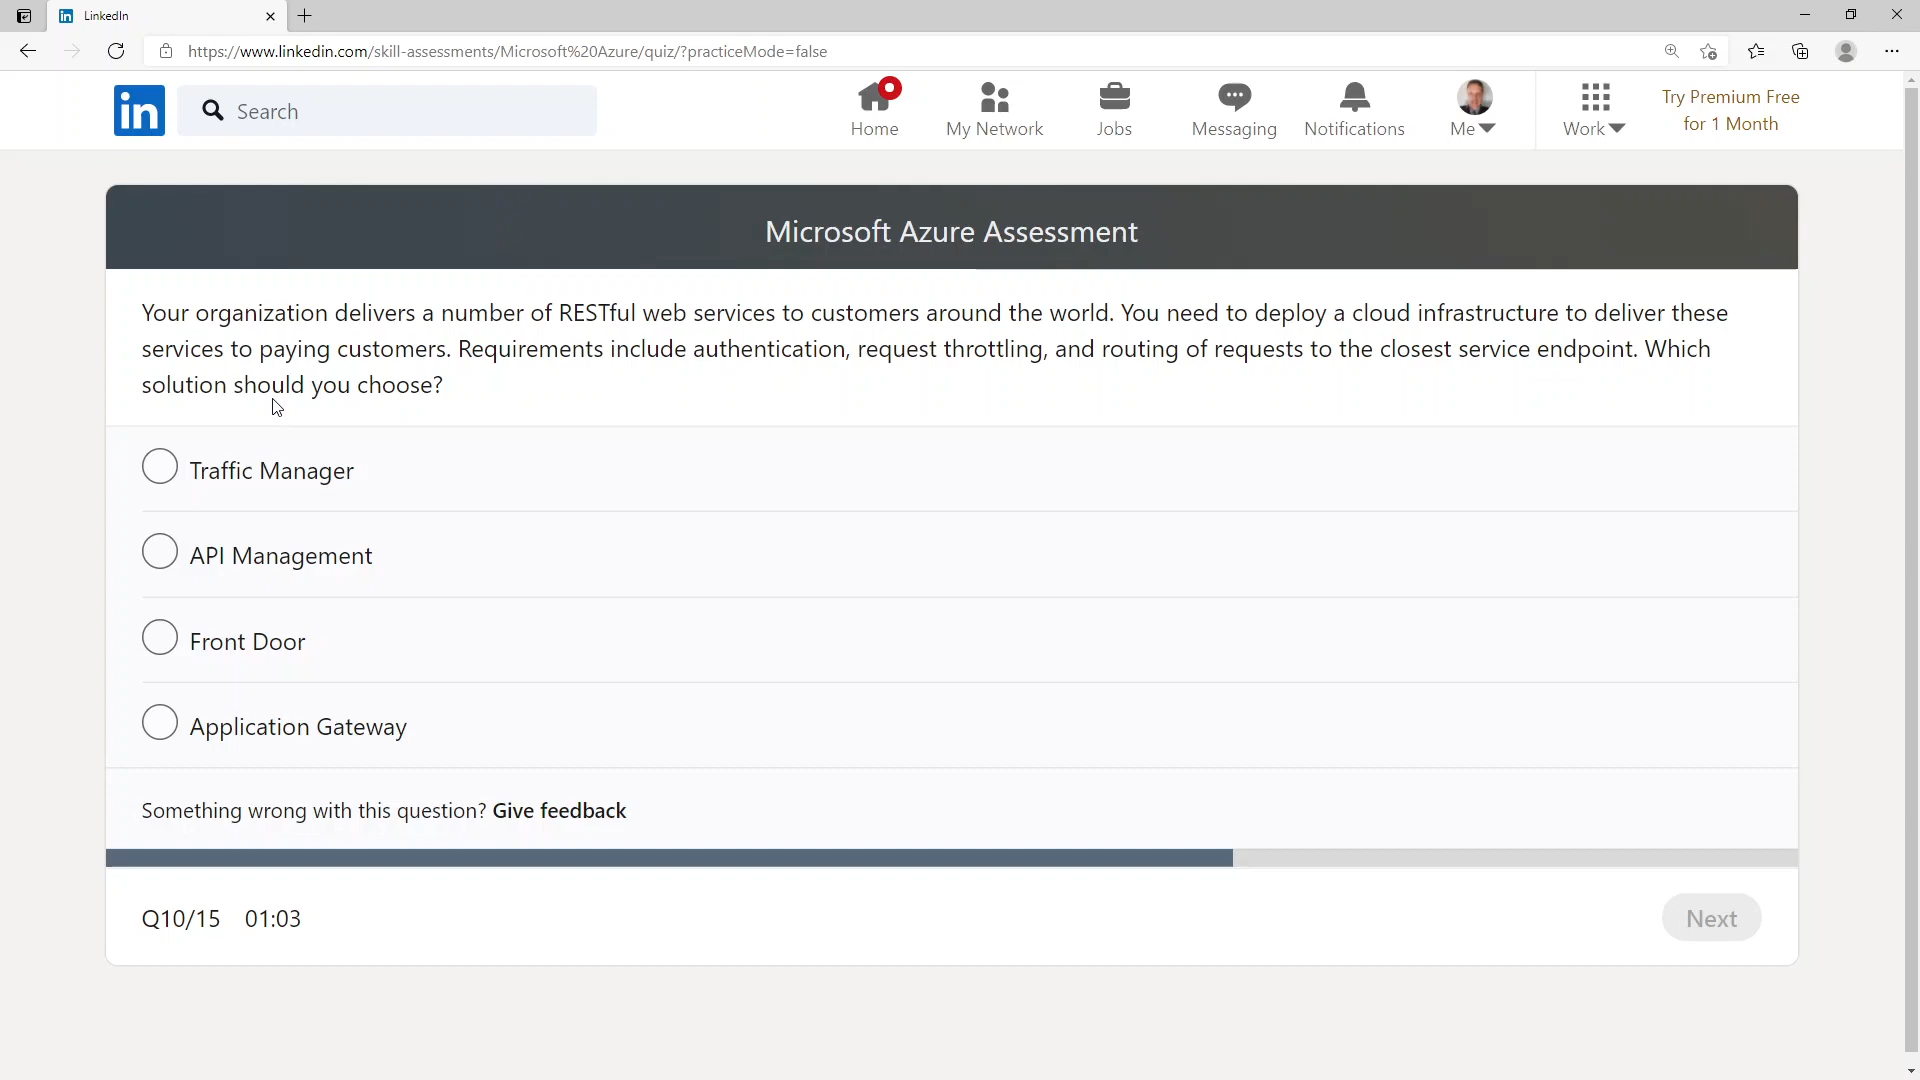 LinkedIn
https://www.linkedin.com/skill-assessments/Microsoft%20Azure/quiz/?practiceMode=false
in
Search
Home
My Network
Jobs
Messaging
Notifications
Me
Work
Try Premium Free
for 1 Month
Microsoft Azure Assessment
Your organization delivers a number of RESTful web services to customers around the world. You need to deploy a cloud infrastructure to deliver these
services to paying customers. Requirements include authentication, request throttling, and routing of requests to the closest service endpoint. Which
solution should you choose?
Traffic Manager
API Management
Front Door
Application Gateway
Something wrong with this question? Give feedback
Q10/15 01:03
Next